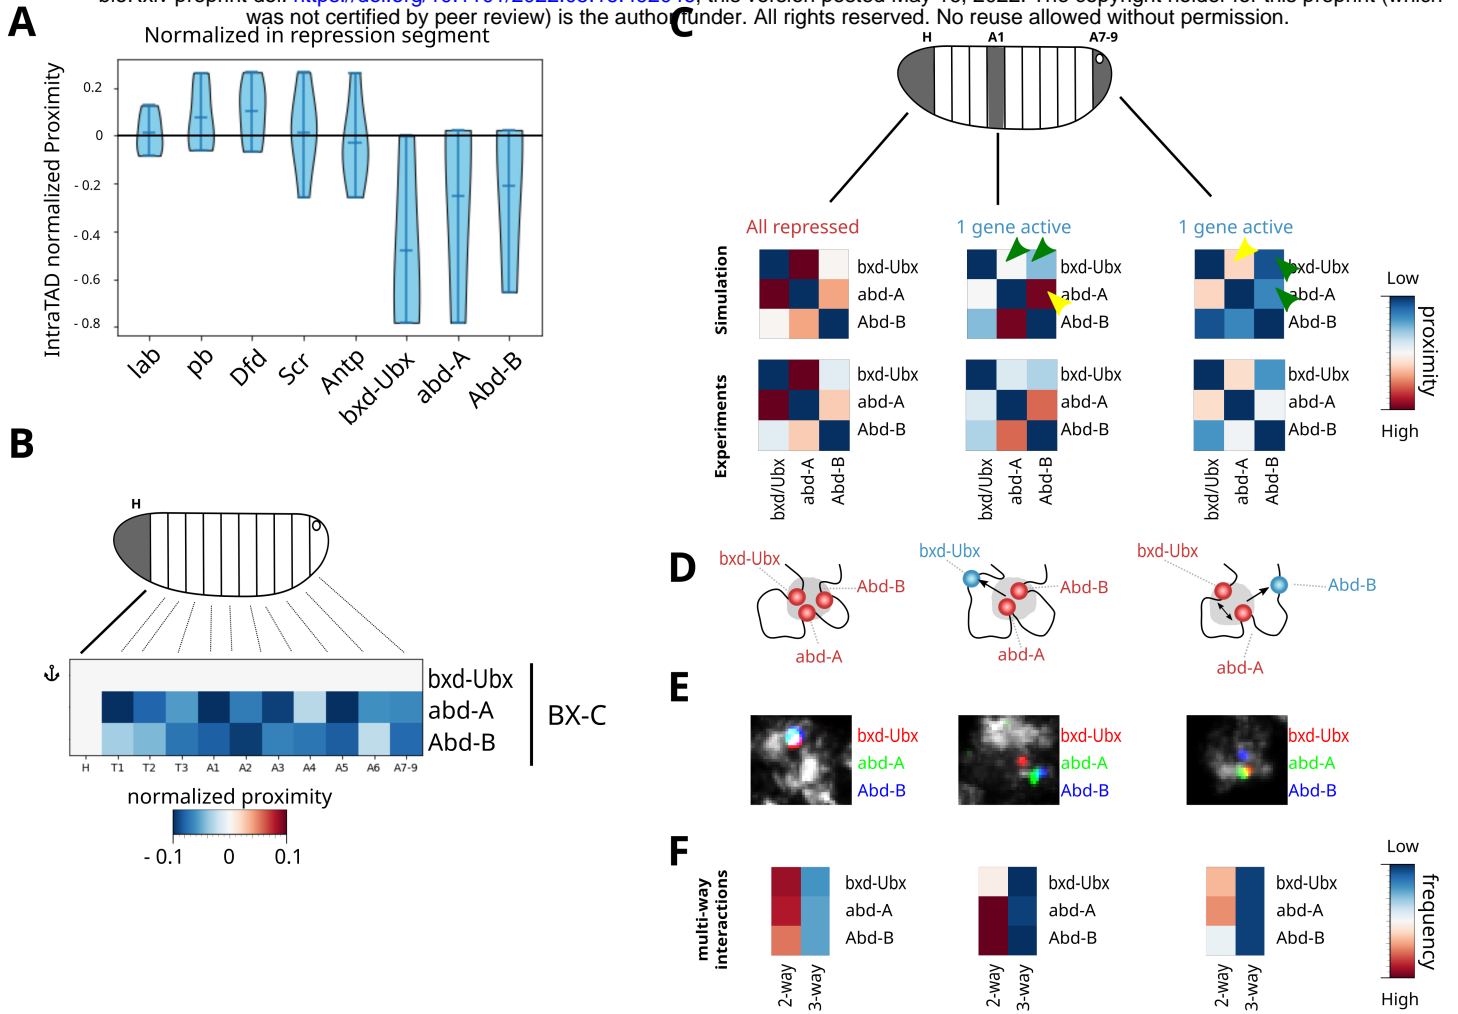 was not certified by peer review) is the author/funder. All rights reserved. No reuse allowed without permission.
A
Normalized in repression segment
IntraTAD normalized Proximity
0.2
0
- 0.2
- 0.4
- 0.6
- 0.8
lab
pb
Dfd
Scr
Antp
bxd-Ubx
abd-A
Abd-B
B
H
bxd-Ubx
abd-A
Abd-B
BX-C
H T1 T2 T3 A1 A2 A3 A4 A5 A6 A7-9
normalized proximity
- 0.1 0 0.1
C
H A1 A7-9
All repressed
1 gene active
1 gene active
Simulation
bxd-Ubx
abd-A
Abd-B
bxd-Ubx
abd-A
Abd-B
bxd-Ubx
abd-A
Abd-B
Experiments
bxd-Ubx
abd-A
Abd-B
bxd-Ubx
abd-A
Abd-B
bxd-Ubx
abd-A
Abd-B
bxd/Ubx
abd-A
Abd-B
bxd/Ubx
abd-A
Abd-B
bxd/Ubx
abd-A
Abd-B
Low
proximity
High
D
bxd-Ubx
Abd-B
abd-A
bxd-Ubx
Abd-B
abd-A
bxd-Ubx
Abd-B
abd-A
E
bxd-Ubx
abd-A
Abd-B
bxd-Ubx
abd-A
Abd-B
bxd-Ubx
abd-A
Abd-B
F
multi-way
interactions
bxd-Ubx
abd-A
Abd-B
2-way
3-way
bxd-Ubx
abd-A
Abd-B
2-way
3-way
bxd-Ubx
abd-A
Abd-B
2-way
3-way
Low
frequency
High